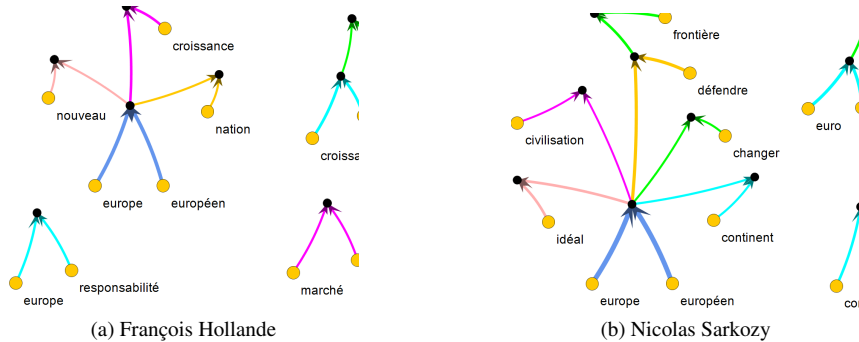 croissance
nouveau
nation
croissa
europe
européen
europe
responsabilité
marché
(a) François Hollande
frontière
défendre
civilisation
changer
euro
idéal
continent
europe
européen
cor
(b) Nicolas Sarkozy